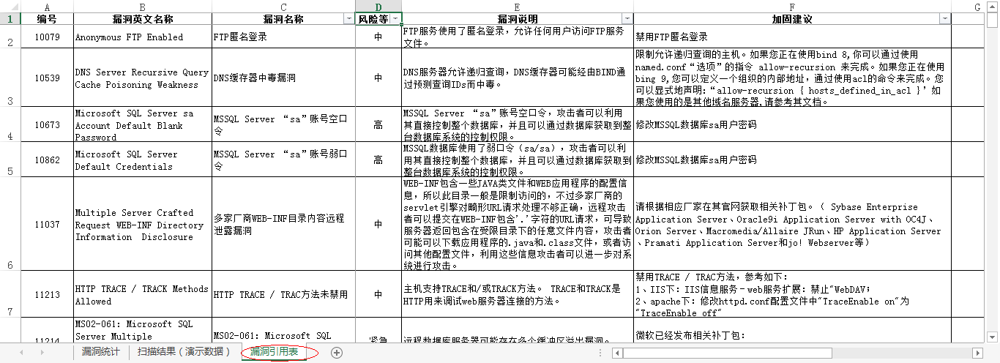 A B C D E F G
1 编号 漏洞英文名称 漏洞名称 风险等 漏洞说明 加固建议
2 10079 Anonymous FTP Enabled FTP匿名登录 中
FTP服务使用了匿名登录，允许任何用户访问FTP服务
文件。
禁用FTP匿名登录
3 10539
DNS Server Recursive Query
Cache Poisoning Weakness
DNS缓存器中毒漏洞 中
DNS服务器允许递归查询，DNS缓存器可能经由BIND通
过预测查询IDs而中毒。
限制允许递归查询的主机。如果您正在使用bind 8,你可以通过使用
named.conf“选项”的指令 allow-recursion 来完成。如果您正在使用
bing 9,您可以定义一个组织的内部地址，通过使用acl的命令来完成。您
可以显式地声明：“allow-recursion { hosts_defined_in_acl }’如
果您使用的是其他域名服务器,请参考其文档。
4 10673
Microsoft SQL Server sa
Account Default Blank
Password
MSSQL Server “sa”账号空口
令
高
MSSQL Server “sa”账号空口令，攻击者可以利用
其直接控制整个数据库，并且可以通过数据库获取到整
台数据库系统的控制权限。
修改MSSQL数据库sa用户密码
5 10862
Microsoft SQL Server
Default Credentials
MSSQL Server “sa”账号弱口
令
高
MSSQL数据库使用了弱口令（sa/sa），攻击者可以利
用其直接控制整个数据库，并且可以通过数据库获取到
整台数据库系统的控制权限。
修改MSSQL数据库sa用户密码
6 11037
Multiple Server Crafted
Request WEB-INF Directory
Information Disclosure
多家厂商WEB-INF目录内容远程
泄露漏洞
中
WEB-INF包含一些JAVA类文件和WEB应用程序的配置信
息，所以此目录一般是限制访问的，不过多家厂商的
servlet引擎对畸形URL请求处理不够正确，远程攻击
者可以提交在WEB-INF包含'.'字符的URL请求，可导致
服务器返回包含在受限目录下的任意文件内容，攻击者
可能可以下载应用程序的.java和.class文件，或者访
问其他配置文件，利用这些信息攻击者可以进一步对系
统进行攻击。
请根据相应厂家在其官网获取相关补丁包。（ Sybase Enterprise
Application Server、Oracle9i Application Server with OC4J、
Orion Server、Macromedia/Allaire JRun、HP Application Server
、Pramati Application Server和jo! Webserver等）
7 11213
HTTP TRACE / TRACK Methods
Allowed
HTTP TRACE / TRAC方法未禁用 中
主机支持TRACE和/或TRACK方法。 TRACE和TRACK是
HTTP用来调试web服务器连接的方法。
禁用TRACE / TRAC方法，参考如下：
1、IIS下：IIS信息服务－web服务扩展：禁止"WebDAV；
2、apache下：修改httpd.conf配置文件中"TraceEnable on"为
"TraceEnable off"
11214
MS02-061: Microsoft SQL
Server Multiple
MS02-061: Microsoft SQL
紧急
远程数据库服务器可能存在多个缓冲区溢出漏洞。
微软已经发布相关补丁包：
漏洞统计 扫描结果（演示数据） 漏洞引用表